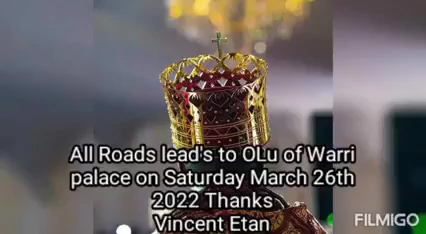 All Roads lead's to OLu of Warri
palace on Saturday March 26th
2022 Thanks
Vincent Etan
FILMIGO